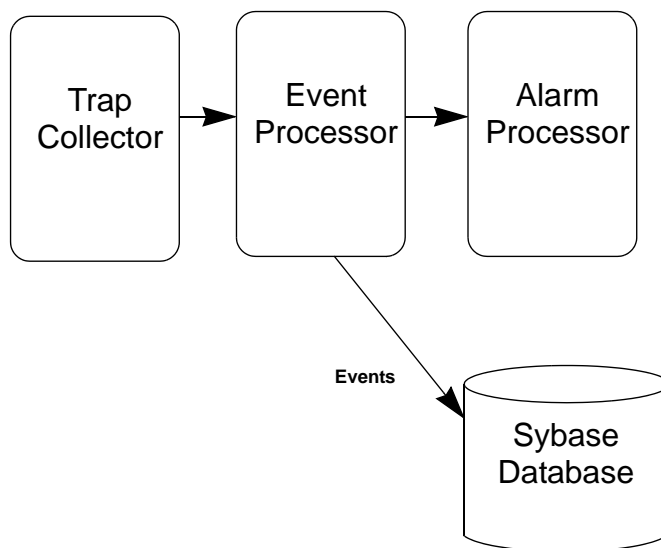 Trap
Collector
Event
Processor
Alarm
Processor
Events
Sybase
Database